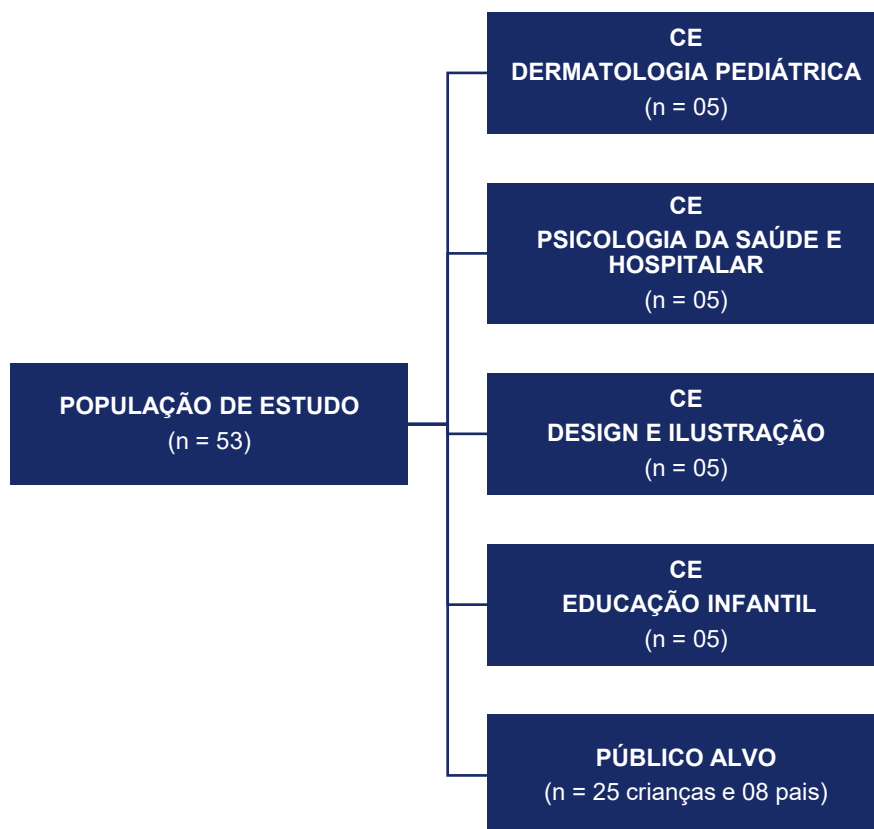 CE
DERMATOLOGIA PEDIÁTRICA
(n = 05)
CE
PSICOLOGIA DA SAÚDE E
HOSPITALAR
(n = 05)
POPULAÇÃO DE ESTUDO
(n = 53)
CE
DESIGN E ILUSTRAÇÃO
(n = 05)
CE
EDUCAÇÃO INFANTIL
(n = 05)
PÚBLICO ALVO
(n = 25 crianças e 08 pais)